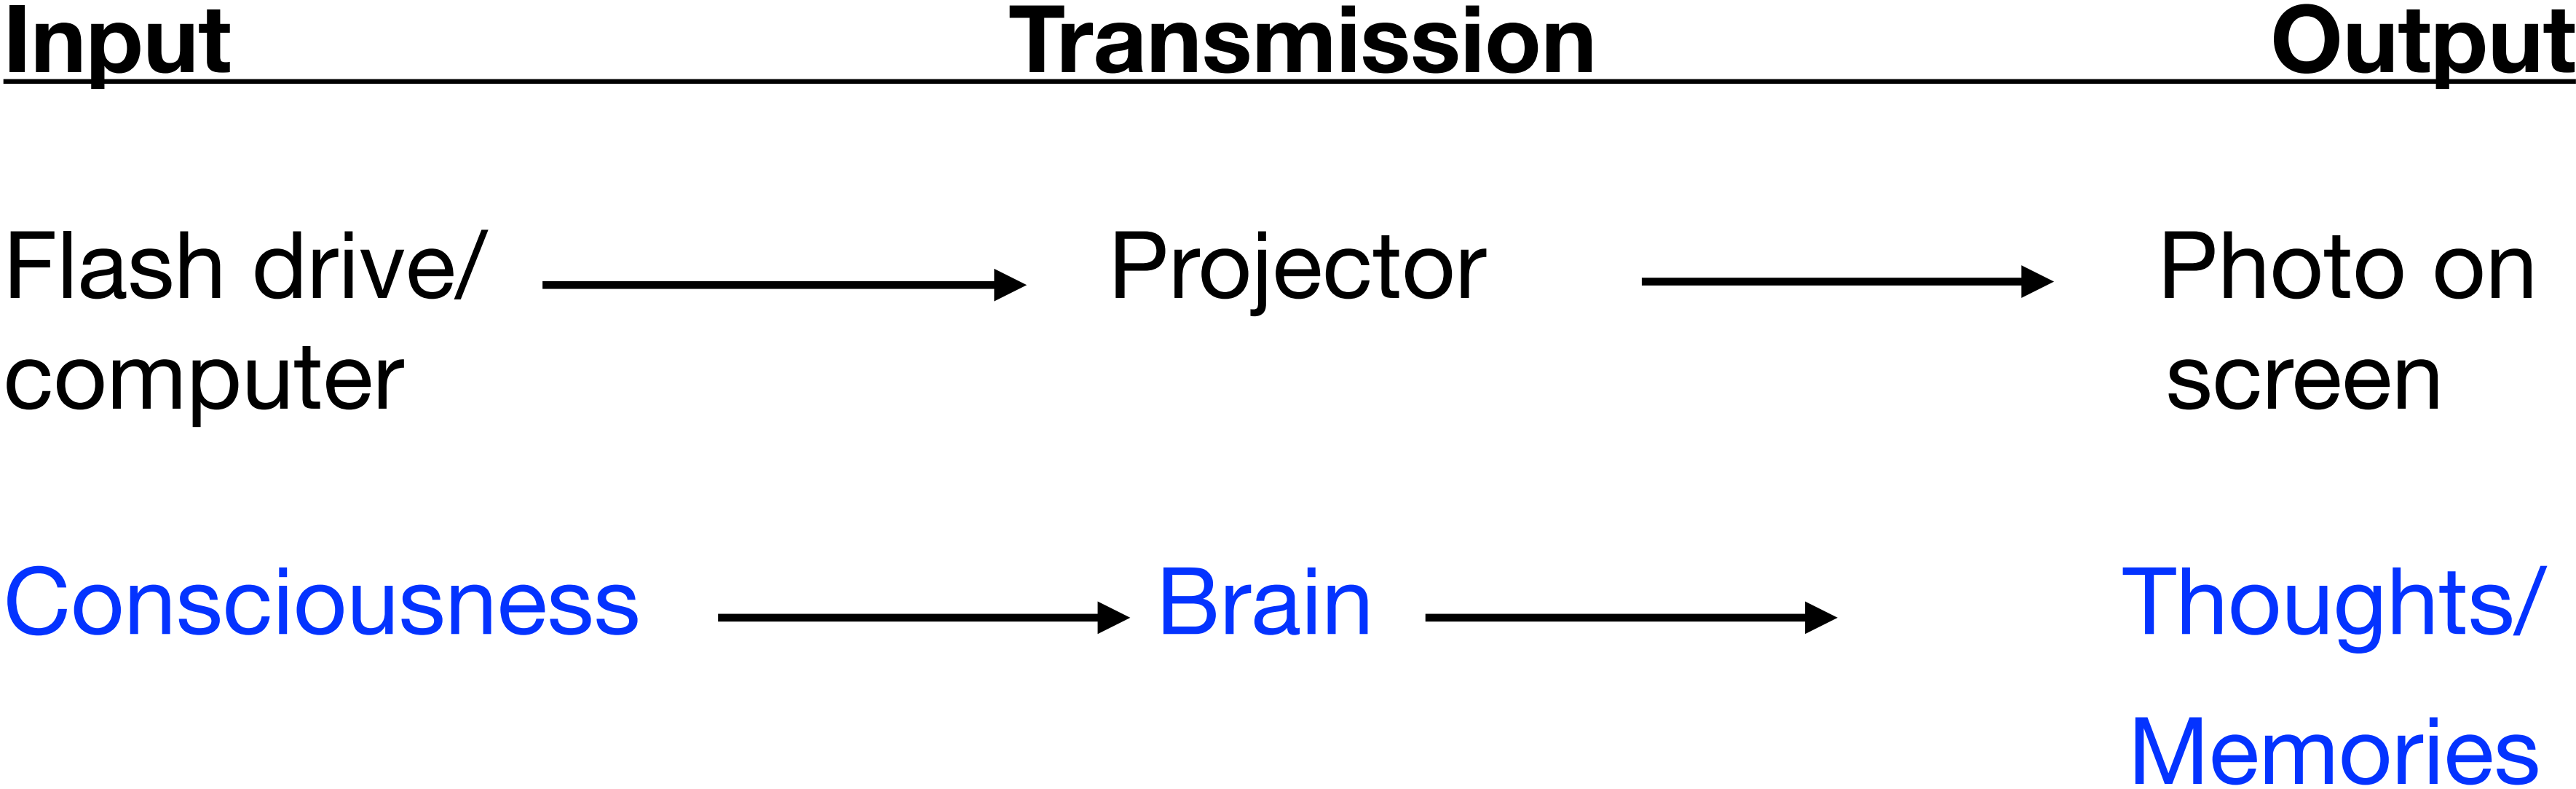 Input Transmission Output
Flash drive/ Projector Photo on
computer screen
Consciousness Brain Thoughts/
Memories